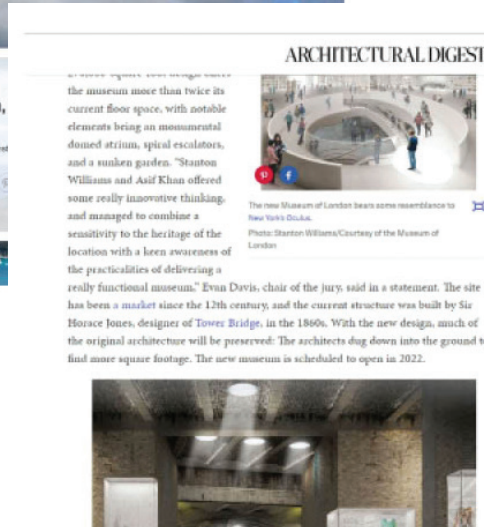 ARCHITECTURAL DIGEST
the museum more than twice its
current floor space, with notable
elements being an monumental
domed atrium, spiral escalators,
and a sunken garden. "Stanton
Williams and Asif Khan offered
some really innovative thinking,
and managed to combine a
sensitivity to the heritage of the
location with a keen awareness of
the practicalities of delivering a
The new Museum of London bears some resemblance to
New York's Oculus.
Photo: Stanton Williams/Courtesy of the Museum of
London
really functional museum," Evan Davis, chair of the jury, said in a statement. The site
has been a market since the 12th century, and the current structure was built by Sir
Horace Jones, designer of Tower Bridge, in the 1860s. With the new design, much of
the original architecture will be preserved: The architects dug down into the ground to
find more square footage. The new museum is scheduled to open in 2022.